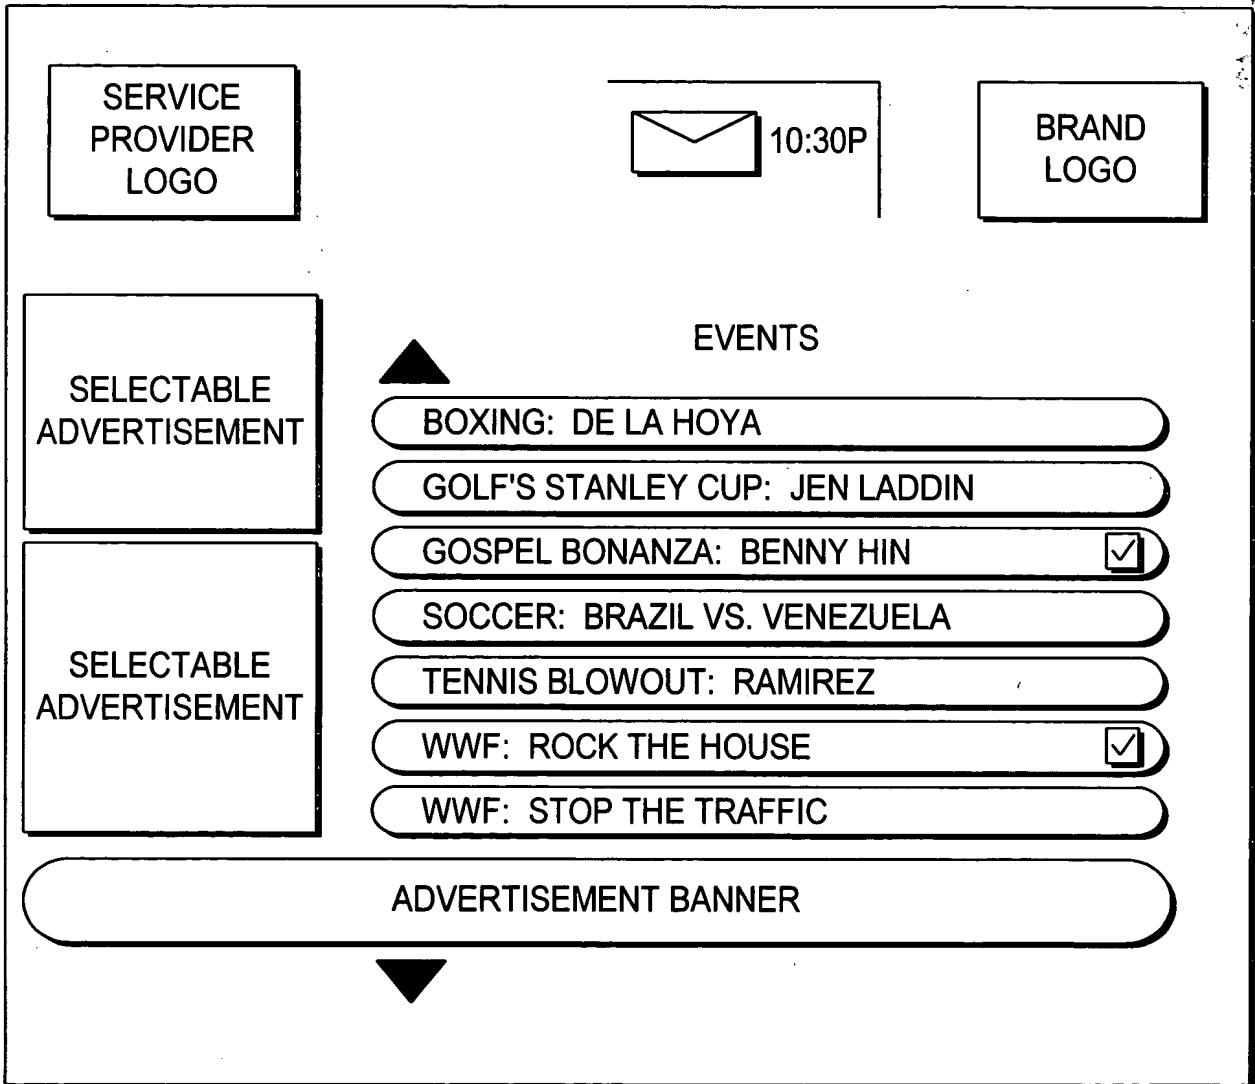 SERVICE
PROVIDER
LOGO
10:30P
BRAND
LOGO
SELECTABLE
ADVERTISEMENT
SELECTABLE
ADVERTISEMENT
EVENTS
BOXING: DE LA HOYA
GOLF'S STANLEY CUP: JEN LADDIN
GOSPEL BONANZA: BENNY HIN
SOCCER: BRAZIL VS. VENEZUELA
TENNIS BLOWOUT: RAMIREZ
WWF: ROCK THE HOUSE
WWF: STOP THE TRAFFIC
ADVERTISEMENT BANNER